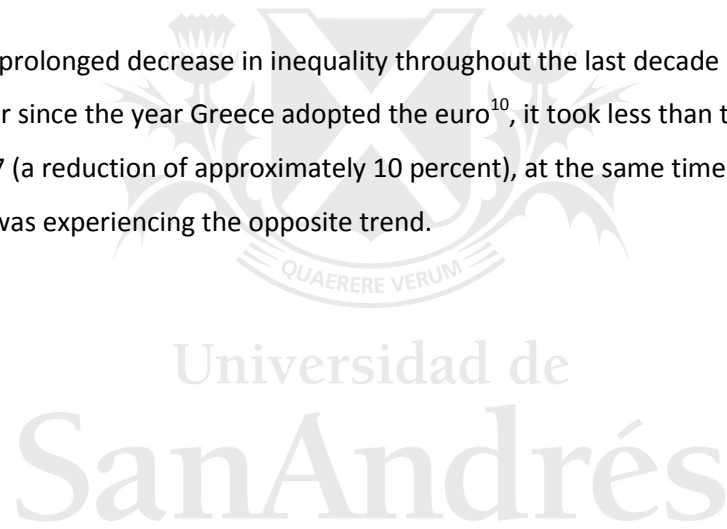 prolonged decrease in inequality throughout the last decade
r since the year Greece adopted the euro¹⁰, it took less than t
7 (a reduction of approximately 10 percent), at the same time
was experiencing the opposite trend.
QUAERERE VERUM
Universidad de
SanAndrés